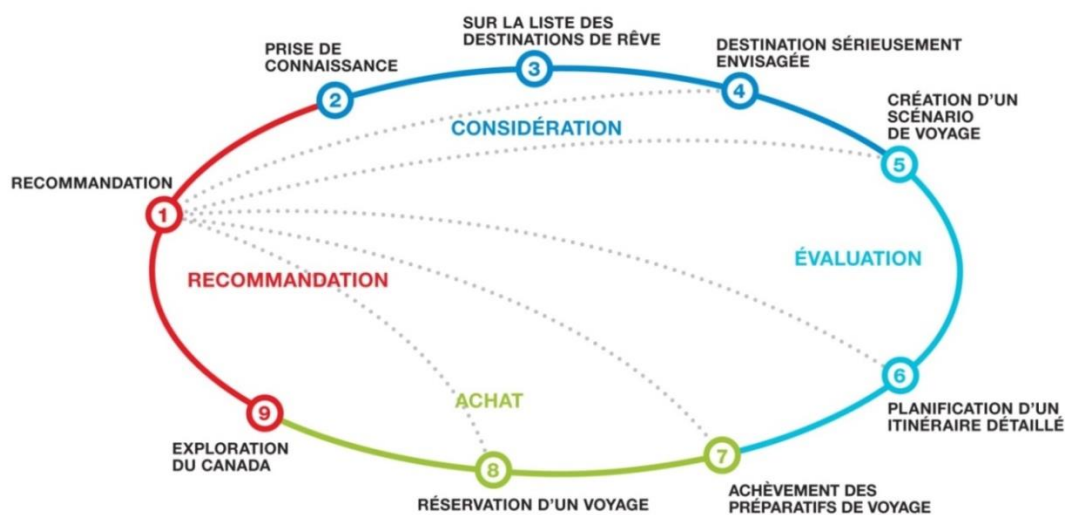 SUR LA LISTE DES
DESTINATIONS DE RÊVE
PRISE DE
CONNAISSANCE
DESTINATION SÉRIEUSEMENT
ENVISAGÉE
3
2
4
CRÉATION D'UN
SCÉNARIO
DE VOYAGE
CONSIDÉRATION
5
RECOMMANDATION
1
ÉVALUATION
RECOMMANDATION
6
ACHAT
PLANIFICATION D'UN
ITINÉRAIRE DÉTAILLÉ
9
EXPLORATION
DU CANADA
7
8
RÉSERVATION D'UN VOYAGE
ACHÈVEMENT DES
PRÉPARATIFS DE VOYAGE